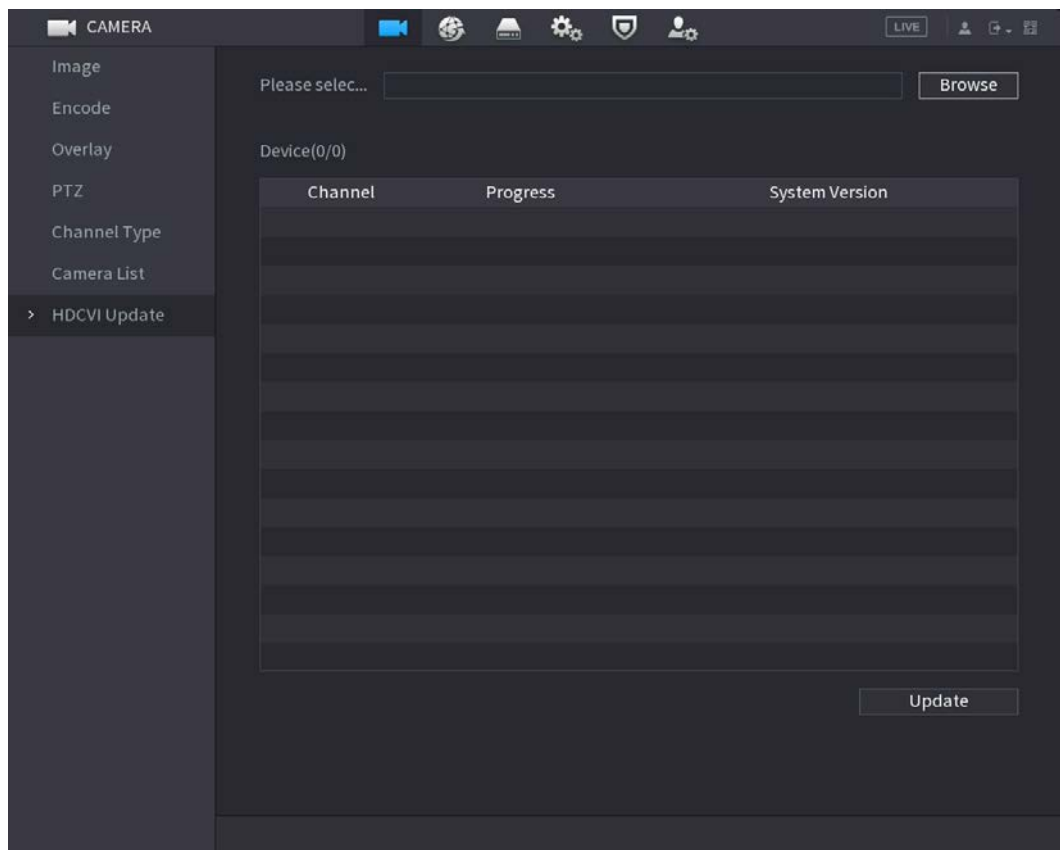 CAMERA
LIVE
Image
Encode
Overlay
PTZ
Channel Type
Camera List
HDCVI Update
Please selec...
Browse
Device(0/0)
Channel Progress System Version
Update